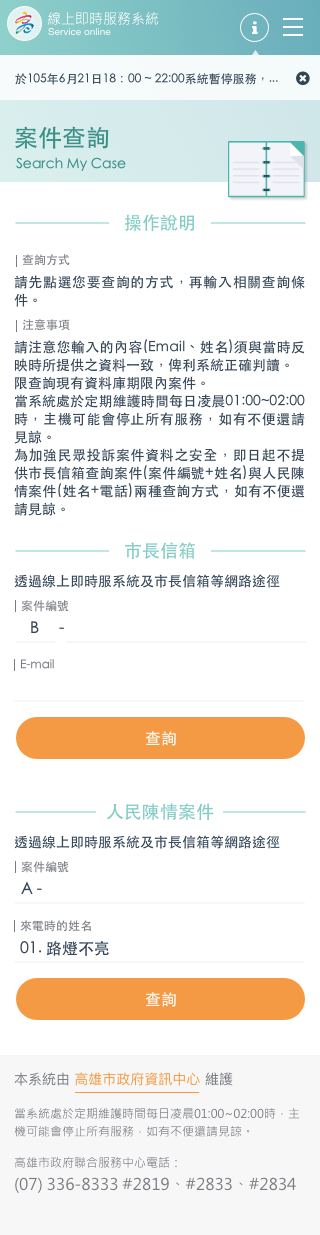 線上即時服務系統
Service online
於105年6月21日18：00 ~ 22:00系統暫停服務，...
案件查詢
Search My Case
操作說明
| 查詢方式
請先點選您要查詢的方式，再輸入相關查詢條
件。
| 注意事項
請注意您輸入的內容(Email、姓名)須與當時反
映時所提供之資料一致，俾利系統正確判讀。
限查詢現有資料庫期限內案件。
當系統處於定期維護時間每日凌晨01:00~02:00
時，主機可能會停止所有服務，如有不便還請
見諒。
為加強民眾投訴案件資料之安全，即日起不提
供市長信箱查詢案件(案件編號+姓名)與人民陳
情案件(姓名+電話)兩種查詢方式，如有不便還
請見諒。
市長信箱
透過線上即時服系統及市長信箱等網路途徑
| 案件編號
B -
| E-mail
查詢
人民陳情案件
透過線上即時服系統及市長信箱等網路途徑
| 案件編號
A -
| 來電時的姓名
01. 路燈不亮
查詢
本系統由 高雄市政府資訊中心 維護
當系統處於定期維護時間每日凌晨01:00~02:00時，主
機可能會停止所有服務，如有不便還請見諒。
高雄市政府聯合服務中心電話：
(07) 336-8333 #2819、#2833、#2834